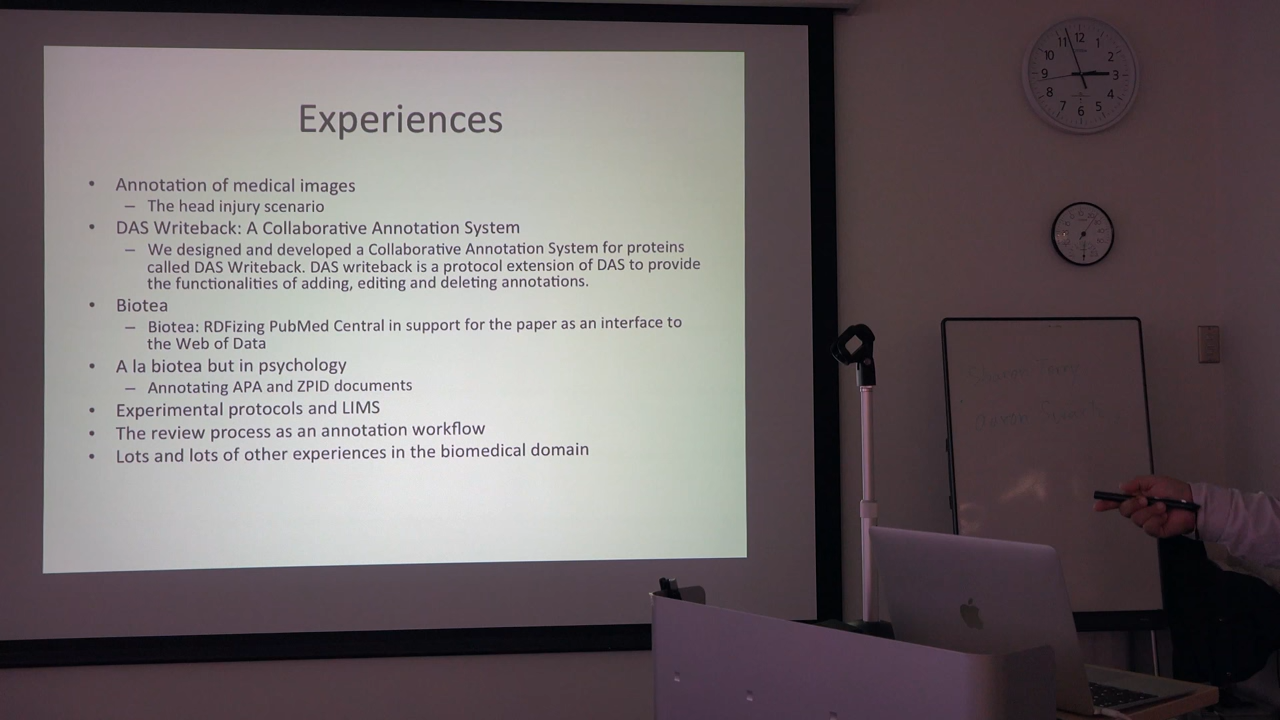 Experiences
• Annotation of medical images
– The head injury scenario
• DAS Writeback: A Collaborative Annotation System
– We designed and developed a Collaborative Annotation System for proteins
called DAS Writeback. DAS writeback is a protocol extension of DAS to provide
the functionalities of adding, editing and deleting annotations.
• Biotea
– Biotea: RDFizing PubMed Central in support for the paper as an interface to
the Web of Data
• A la biotea but in psychology
– Annotating APA and ZPID documents
• Experimental protocols and LIMS
• The review process as an annotation workflow
• Lots and lots of other experiences in the biomedical domain
12
1
2
3
4
5
6
7
8
9
10
11